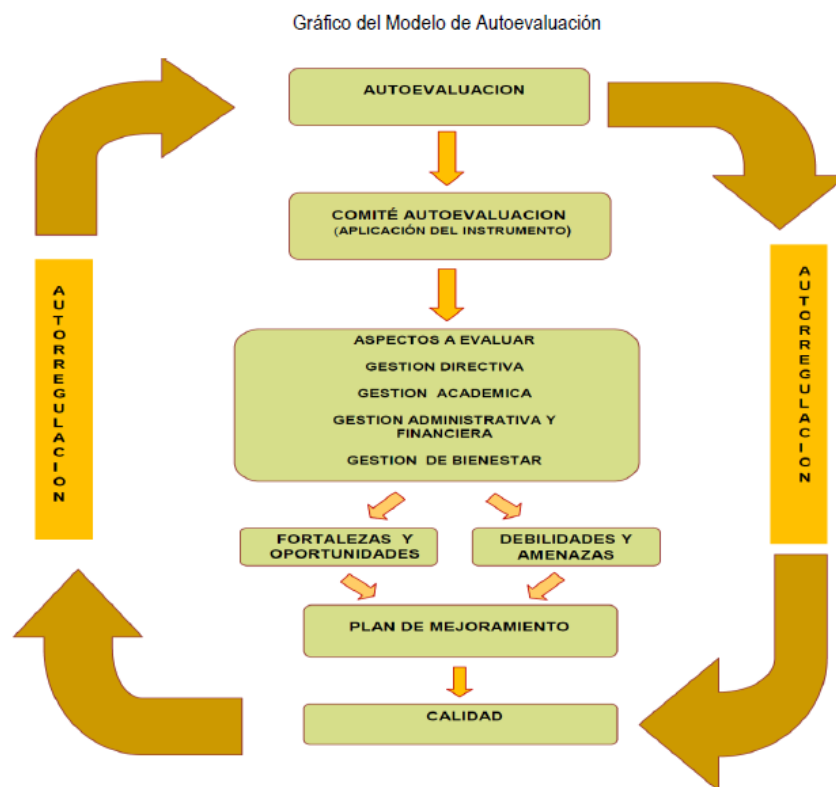 Gráfico del Modelo de Autoevaluación
AUTOEVALUACION
COMITÉ AUTOEVALUACION
(APLICACIÓN DEL INSTRUMENTO)
AUTORREGULACION
AUTORREGULACION
ASPECTOS A EVALUAR
GESTION DIRECTIVA
GESTION ACADEMICA
GESTION ADMINISTRATIVA Y
FINANCIERA
GESTION DE BIENESTAR
FORTALEZAS Y
OPORTUNIDADES
DEBILIDADES Y
AMENAZAS
PLAN DE MEJORAMIENTO
CALIDAD